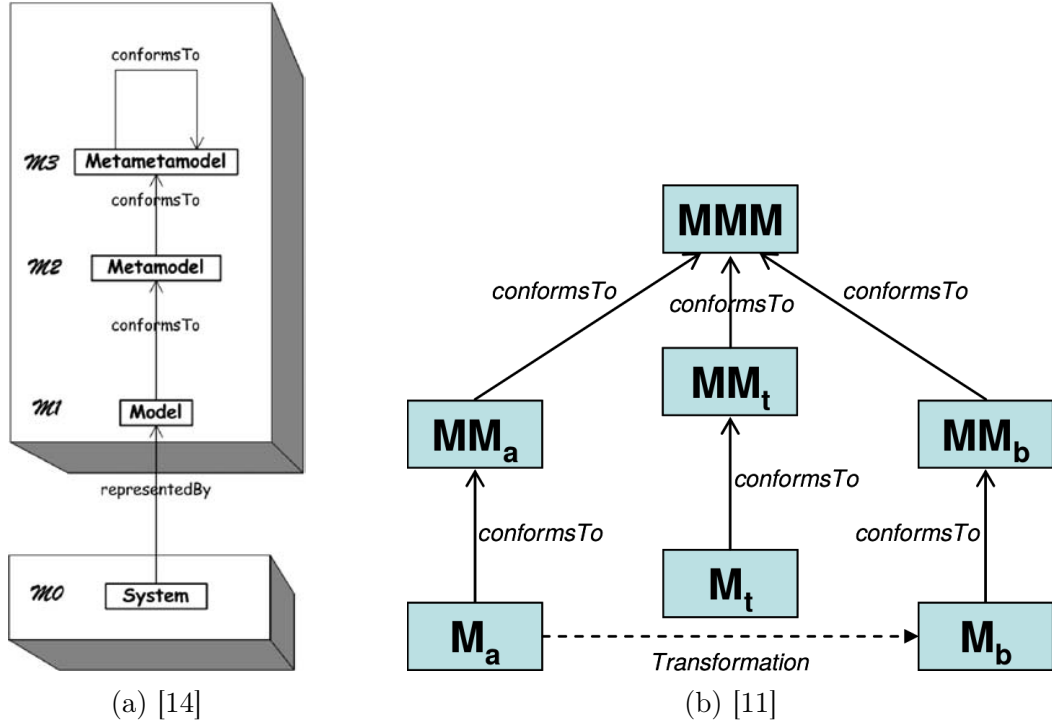 conformsTo
M3 Metametamodel
conformsTo
M2 Metamodel
conformsTo
M1 Model
representedBy
M0 System
(a) [14]
MMM
conformsTo conformsTo conformsTo
MMt
MMa MMb
conformsTo conformsTo conformsTo
Mt
Ma Mb
Transformation
(b) [11]